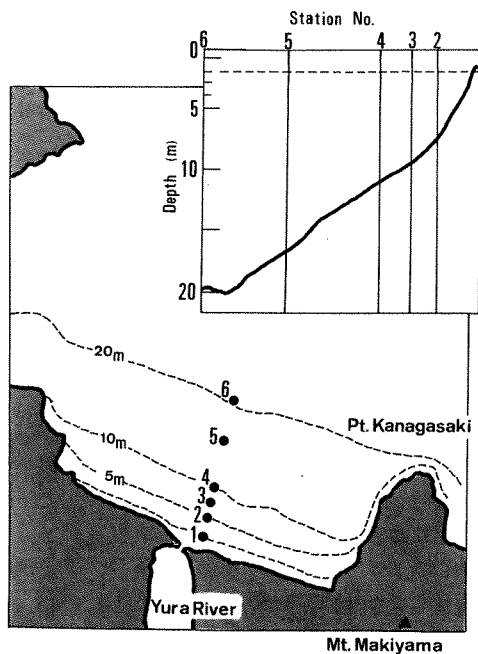 Station No.
6 5 4 3 2
0
5
10
20
Depth (m)
20m
6
Pt. Kanagasaki
5
10m
4
5m
3
2
1
Yura River
Mt. Makiyama